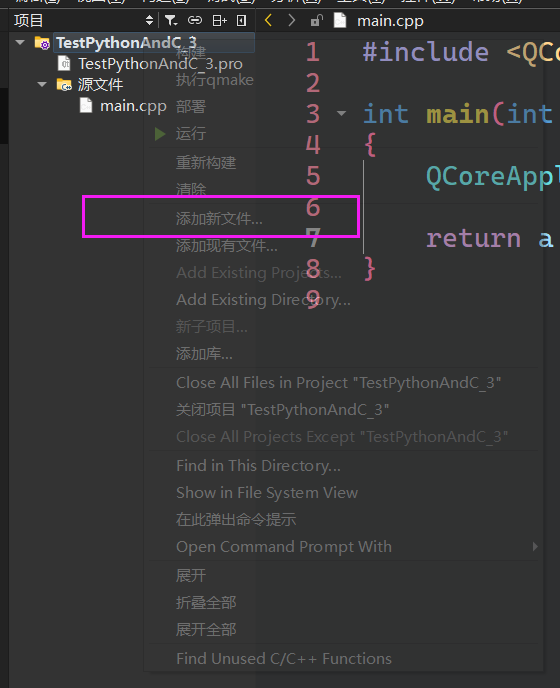 项目
main.cpp
TestPythonAndC_3
TestPythonAndC_3.pro
源文件
main.cpp
构建
执行qmake
部署
运行
重新构建
清除
添加新文件...
添加现有文件...
Add Existing Projects...
Add Existing Directory...
新子项目...
添加库...
Close All Files in Project "TestPythonAndC_3"
关闭项目 "TestPythonAndC_3"
Close All Projects Except "TestPythonAndC_3"
Find in This Directory...
Show in File System View
在此弹出命令提示
Open Command Prompt With
展开
折叠全部
展开全部
Find Unused C/C++ Functions
1 #include <QC
2
3 int main(int
4 {
5 QCoreAppl
6
7 return a
8 }
9